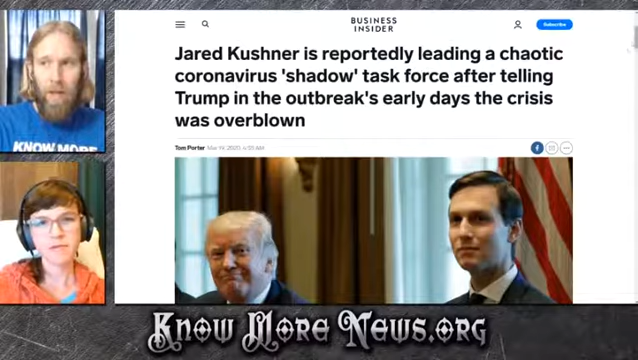 KNOW MORE
BUSINESS
INSIDER
Subscribe
Jared Kushner is reportedly leading a chaotic
coronavirus 'shadow' task force after telling
Trump in the outbreak's early days the crisis
was overblown
Tom Porter
Know More News.org